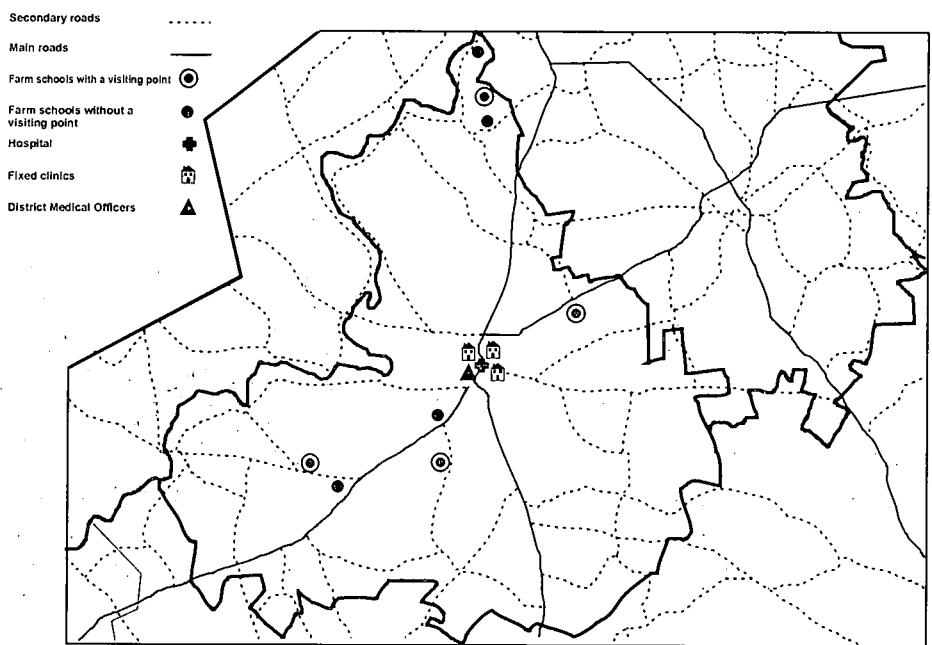 Secondary roads
Main roads
Farm schools with a visiting point
Farm schools without a
visiting point
Hospital
Fixed clinics
District Medical Officers